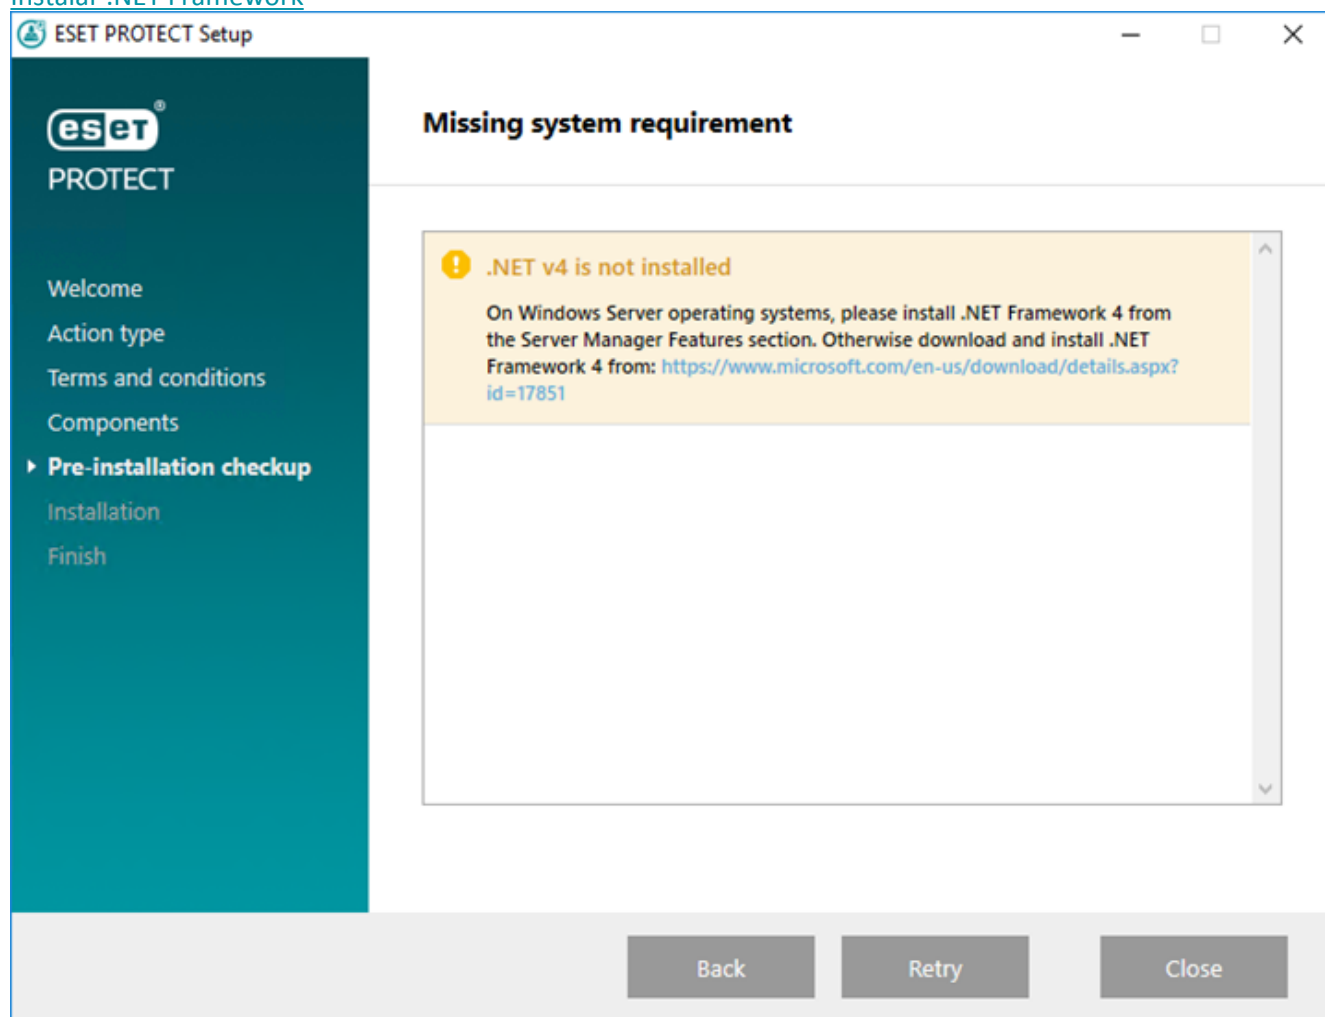 Instalar .NET Framework
ESET PROTECT Setup
eset®
PROTECT
Welcome
Action type
Terms and conditions
Components
Pre-installation checkup
Installation
Finish
Missing system requirement
.NET v4 is not installed
On Windows Server operating systems, please install .NET Framework 4 from
the Server Manager Features section. Otherwise download and install .NET
Framework 4 from: https://www.microsoft.com/en-us/download/details.aspx?
id=17851
Back
Retry
Close